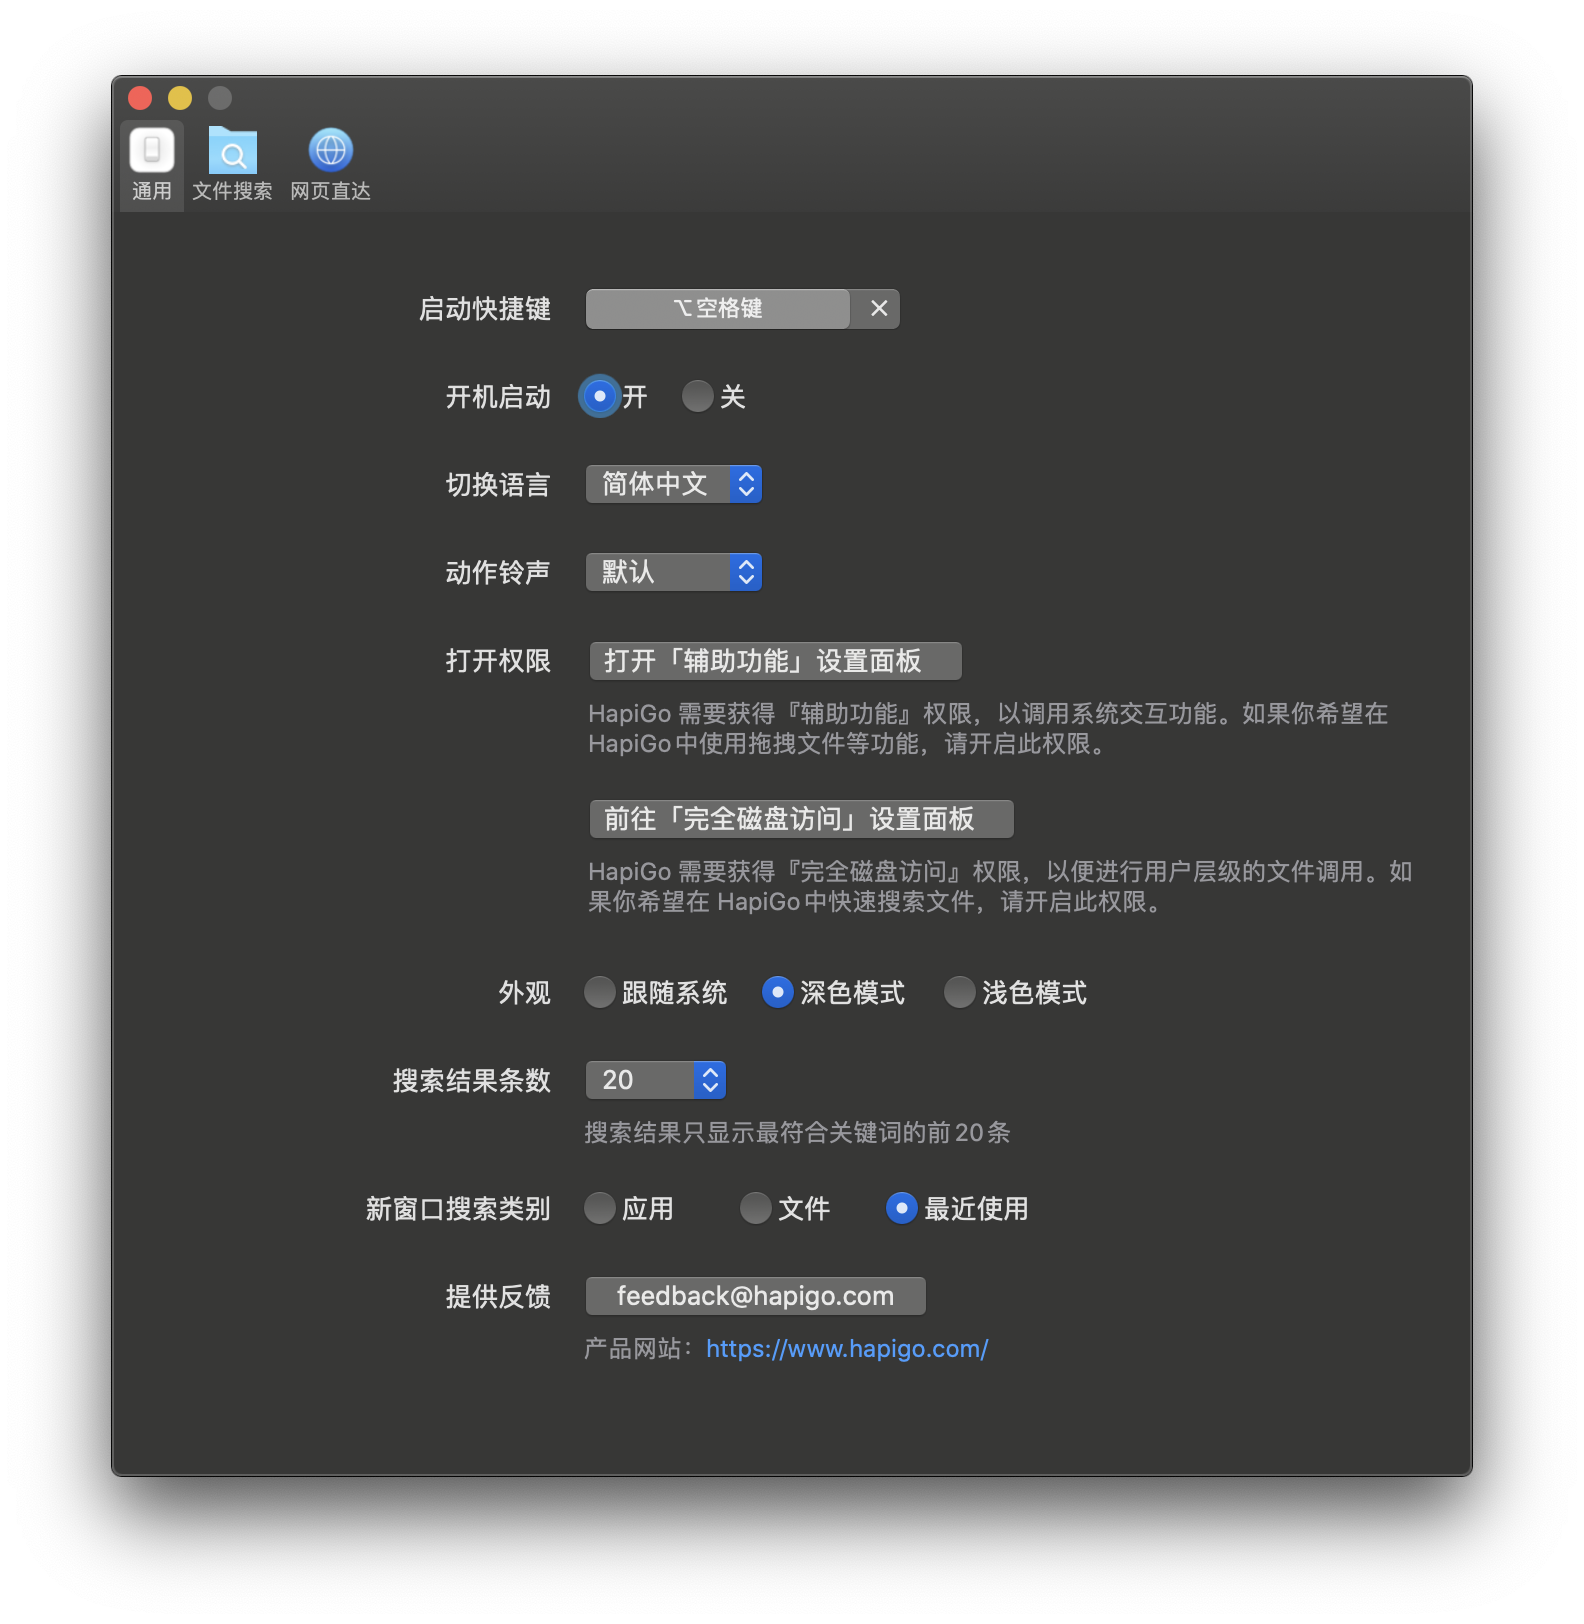 通用 文件搜索 网页直达
启动快捷键 ⌥空格键 ×
开机启动 开 关
切换语言 简体中文
动作铃声 默认
打开权限 打开「辅助功能」设置面板
HapiGo 需要获得『辅助功能』权限，以调用系统交互功能。如果你希望在
HapiGo中使用拖拽文件等功能，请开启此权限。
前往「完全磁盘访问」设置面板
HapiGo 需要获得『完全磁盘访问』权限，以便进行用户层级的文件调用。如
果你希望在 HapiGo中快速搜索文件，请开启此权限。
外观 跟随系统 深色模式 浅色模式
搜索结果条数 20
搜索结果只显示最符合关键词的前20条
新窗口搜索类别 应用 文件 最近使用
提供反馈 feedback@hapigo.com
产品网站：https://www.hapigo.com/